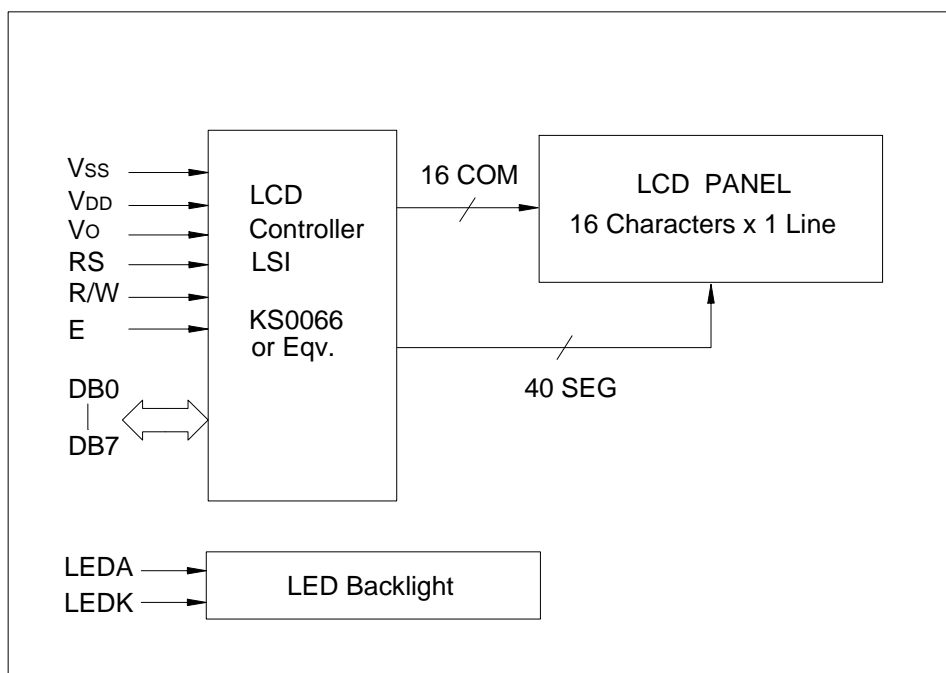 VSS
VDD
VO
RS
R/W
E
DB0
DB7
LCD
Controller
LSI
KS0066
or Eqv.
16 COM
40 SEG
LCD PANEL
16 Characters x 1 Line
LEDA
LEDK
LED Backlight